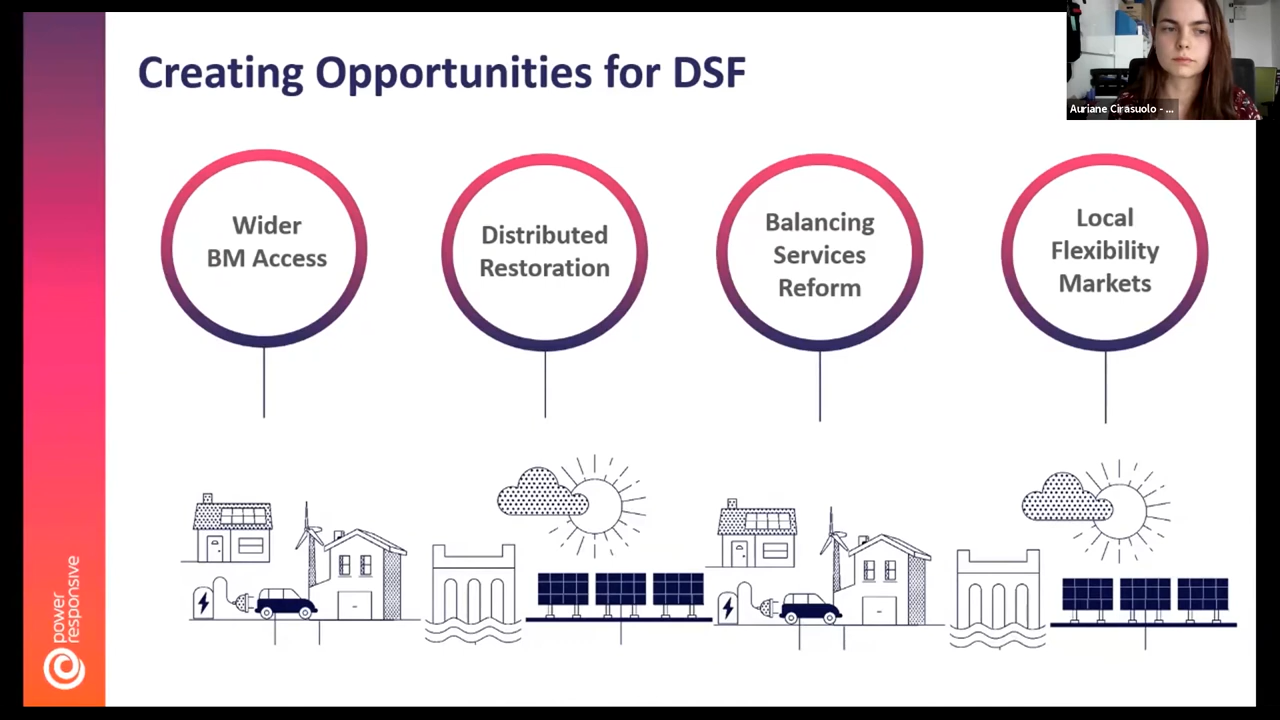 Creating Opportunities for DSF
Auriane Cirasuolo - ...
Wider
BM Access
Distributed
Restoration
Balancing
Services
Reform
Local
Flexibility
Markets
power
responsive